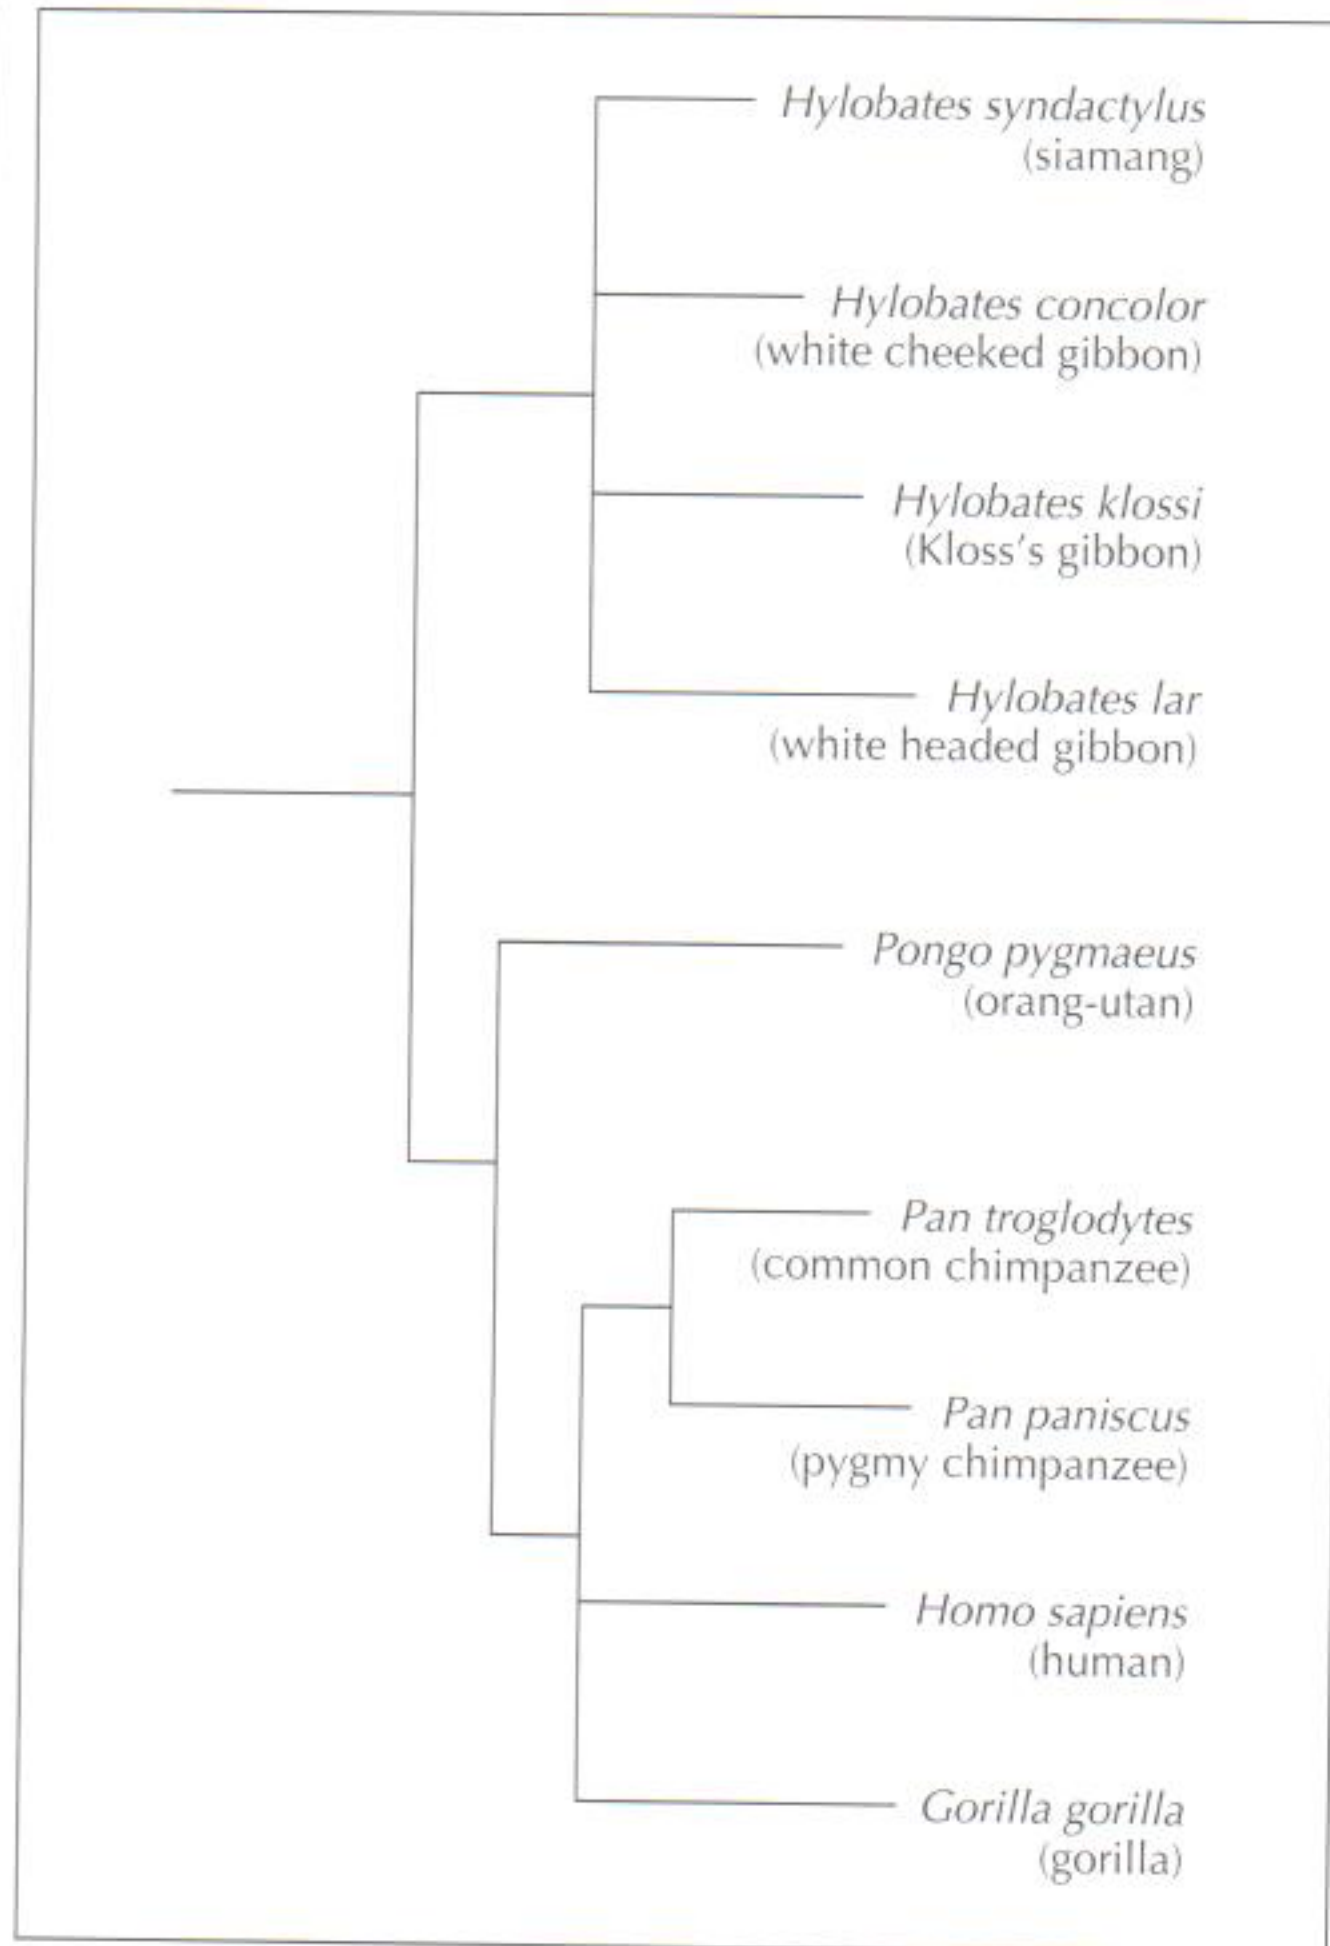 Hylobates syndactylus
(siamang)
Hylobates concolor
(white cheeked gibbon)
Hylobates klossi
(Kloss's gibbon)
Hylobates lar
(white headed gibbon)
Pongo pygmaeus
(orang-utan)
Pan troglodytes
(common chimpanzee)
Pan paniscus
(pygmy chimpanzee)
Homo sapiens
(human)
Gorilla gorilla
(gorilla)